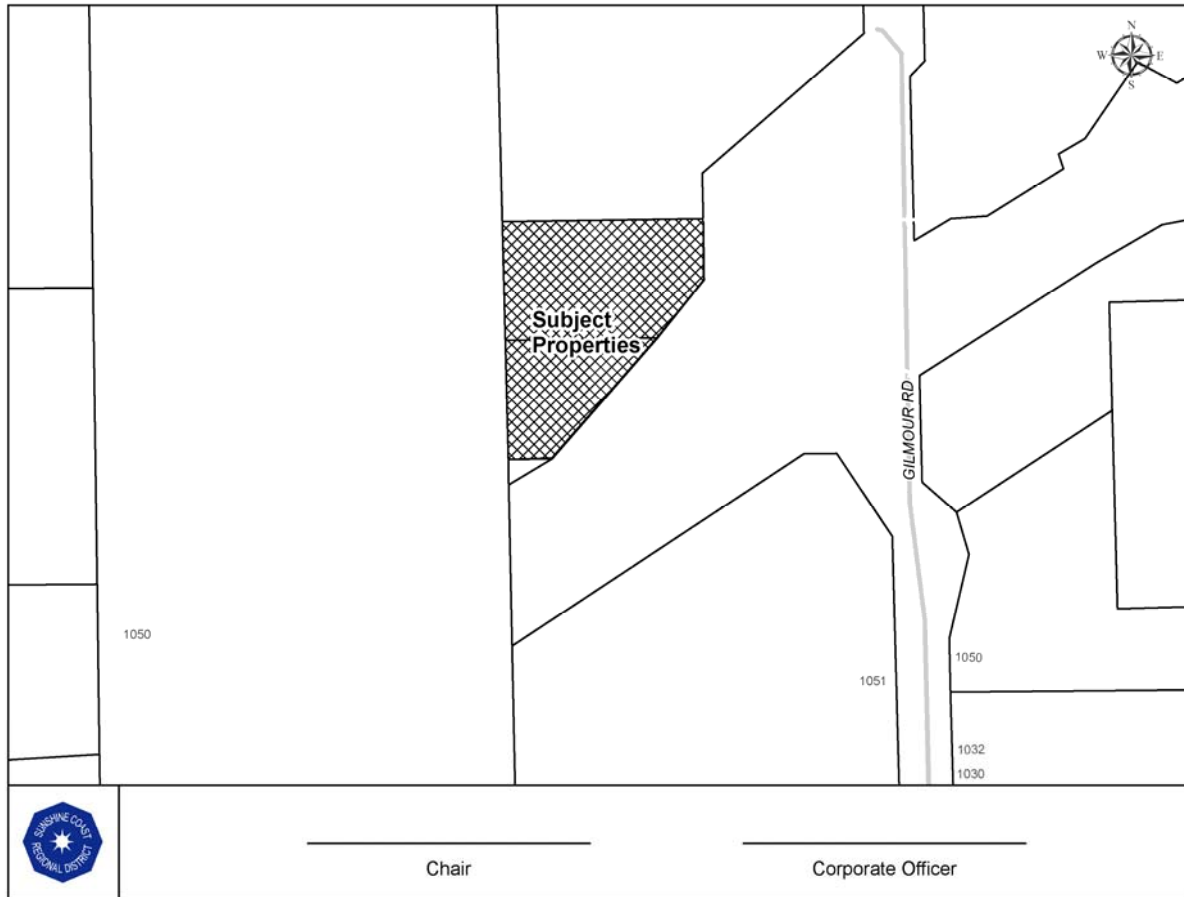 N
W E
S
Subject
Properties
GILMOUR RD
1050
1050
1051
1032
1030
SUNSHINE COAST
REGIONAL DISTRICT
Chair
Corporate Officer